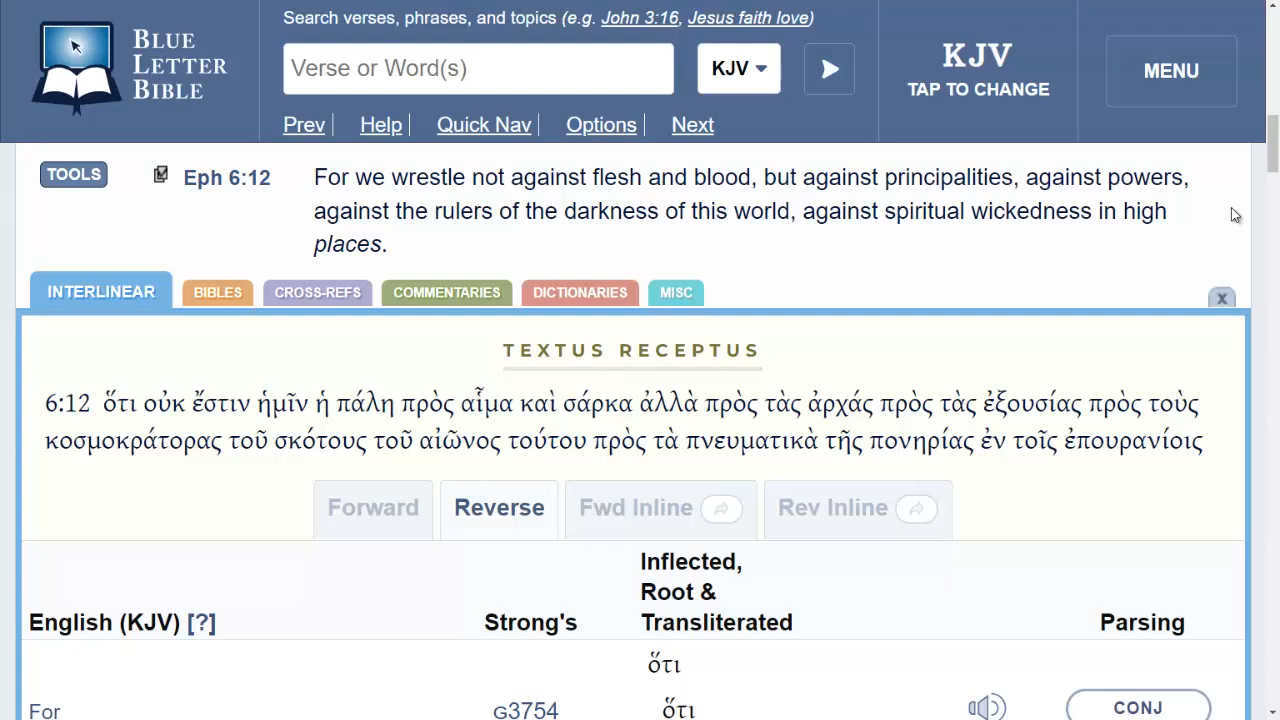 Search verses, phrases, and topics (e.g. John 3:16, Jesus faith love)
BLUE
LETTER
BIBLE
Verse or Word(s)
KJV
KJV
TAP TO CHANGE
MENU
Prev | Help | Quick Nav | Options | Next
TOOLS Eph 6:12 For we wrestle not against flesh and blood, but against principalities, against powers,
against the rulers of the darkness of this world, against spiritual wickedness in high
places.
INTERLINEAR BIBLES CROSS-REFS COMMENTARIES DICTIONARIES MISC
x
TEXTUS RECEPTUS
6:12 ὅτι οὐκ ἔστιν ἡμῖν ἡ πάλη πρὸς αἷμα καὶ σάρκα ἀλλὰ πρὸς τὰς ἀρχάς πρὸς τὰς ἐξουσίας πρὸς τοὺς
κοσμοκράτορας τοῦ σκότους τοῦ αἰῶνος τούτου πρὸς τὰ πνευματικὰ τῆς πονηρίας ἐν τοῖς ἐπουρανίοις
Forward Reverse Fwd Inline Rev Inline
Inflected,
Root &
English (KJV) [?] Strong's Transliterated Parsing
ὅτι
For G3754 ὅτι CONJ